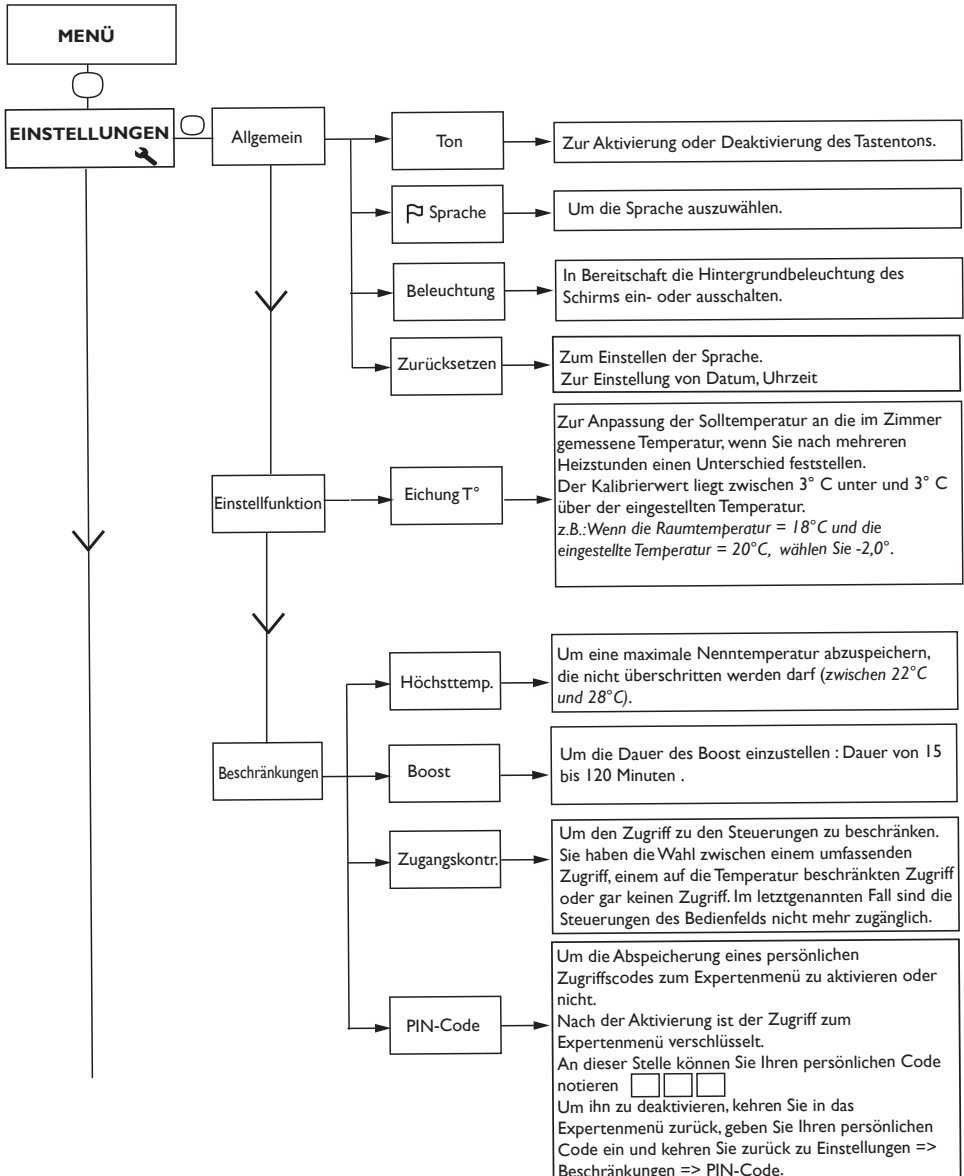 MENÜ
EINSTELLUNGEN
Allgemein
Ton
Zur Aktivierung oder Deaktivierung des Tastentons.
Sprache
Um die Sprache auszuwählen.
Beleuchtung
In Bereitschaft die Hintergrundbeleuchtung des
Schirms ein- oder ausschalten.
Zurücksetzen
Zum Einstellen der Sprache.
Zur Einstellung von Datum, Uhrzeit
Einstellfunktion
Eichung T°
Zur Anpassung der Solltemperatur an die im Zimmer
gemessene Temperatur, wenn Sie nach mehreren
Heizstunden einen Unterschied feststellen.
Der Kalibrierwert liegt zwischen 3° C unter und 3° C
über der eingestellten Temperatur.
z.B.: Wenn die Raumtemperatur = 18°C und die
eingestellte Temperatur = 20°C, wählen Sie -2,0°.
Beschränkungen
Höchsttemp.
Um eine maximale Nenntemperatur abzuspeichern,
die nicht überschritten werden darf (zwischen 22°C
und 28°C).
Boost
Um die Dauer des Boost einzustellen : Dauer von 15
bis 120 Minuten .
Zugangskontr.
Um den Zugriff zu den Steuerungen zu beschränken.
Sie haben die Wahl zwischen einem umfassenden
Zugriff, einem auf die Temperatur beschränkten Zugriff
oder gar keinen Zugriff. Im letztgenannten Fall sind die
Steuerungen des Bedienfelds nicht mehr zugänglich.
PIN-Code
Um die Abspeicherung eines persönlichen
Zugriffscodes zum Expertenmenü zu aktivieren oder
nicht.
Nach der Aktivierung ist der Zugriff zum
Expertenmenü verschlüsselt.
An dieser Stelle können Sie Ihren persönlichen Code
notieren
Um ihn zu deaktivieren, kehren Sie in das
Expertenmenü zurück, geben Sie Ihren persönlichen
Code ein und kehren Sie zurück zu Einstellungen =>
Beschränkungen => PIN-Code.